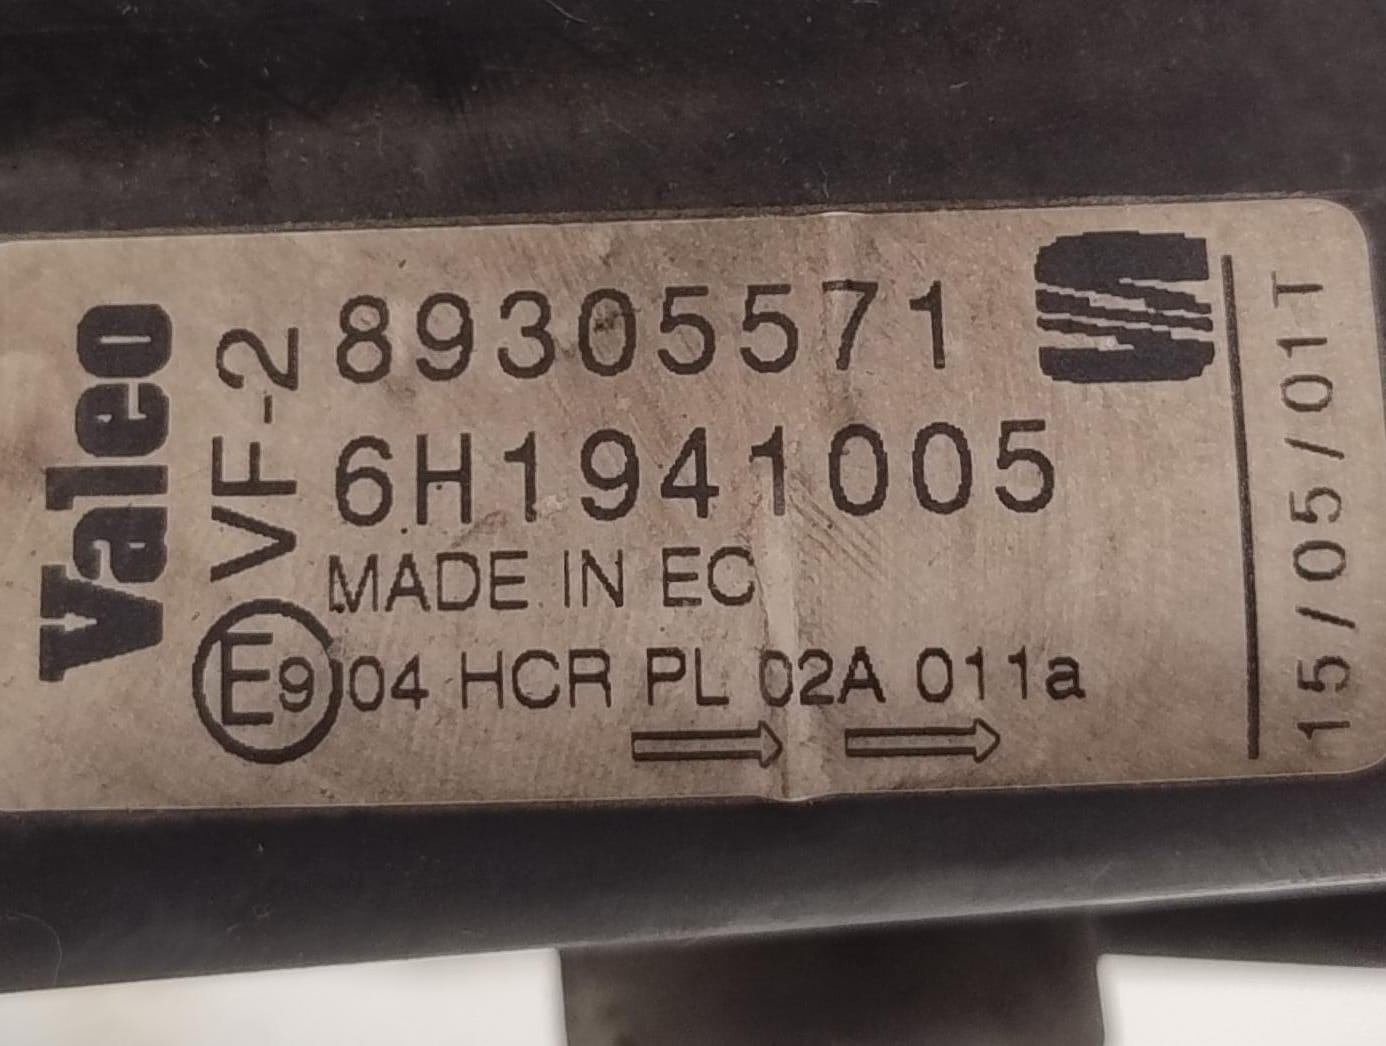 Valeo
VF-2
89305571
6H1941005
MADE IN EC
E9 04 HCR PL 02A 011a
15/05/01T